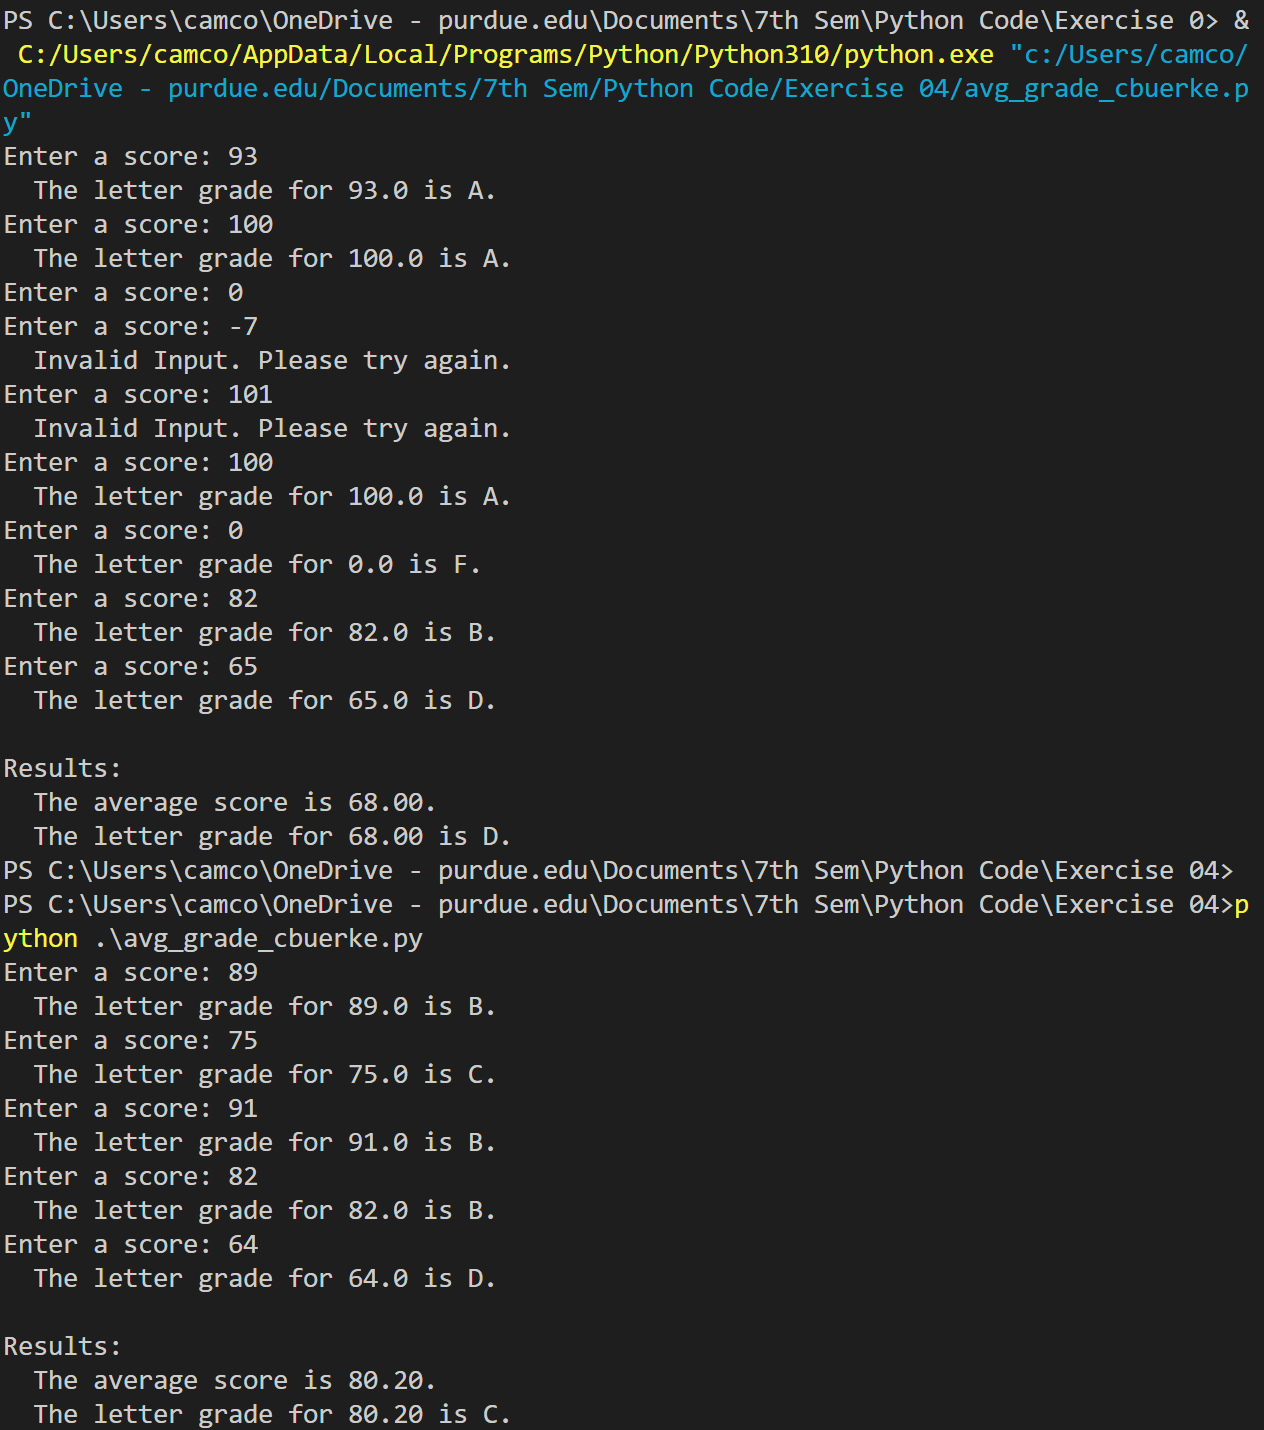 PS C:\Users\camco\OneDrive - purdue.edu\Documents\7th Sem\Python Code\Exercise 0> &
 C:/Users/camco/AppData/Local/Programs/Python/Python310/python.exe "c:/Users/camco/
OneDrive - purdue.edu/Documents/7th Sem/Python Code/Exercise 04/avg_grade_cbuerke.p
y"
Enter a score: 93
  The letter grade for 93.0 is A.
Enter a score: 100
  The letter grade for 100.0 is A.
Enter a score: 0
Enter a score: -7
  Invalid Input. Please try again.
Enter a score: 101
  Invalid Input. Please try again.
Enter a score: 100
  The letter grade for 100.0 is A.
Enter a score: 0
  The letter grade for 0.0 is F.
Enter a score: 82
  The letter grade for 82.0 is B.
Enter a score: 65
  The letter grade for 65.0 is D.

Results:
  The average score is 68.00.
  The letter grade for 68.00 is D.
PS C:\Users\camco\OneDrive - purdue.edu\Documents\7th Sem\Python Code\Exercise 04>
PS C:\Users\camco\OneDrive - purdue.edu\Documents\7th Sem\Python Code\Exercise 04>p
ython .\avg_grade_cbuerke.py
Enter a score: 89
  The letter grade for 89.0 is B.
Enter a score: 75
  The letter grade for 75.0 is C.
Enter a score: 91
  The letter grade for 91.0 is B.
Enter a score: 82
  The letter grade for 82.0 is B.
Enter a score: 64
  The letter grade for 64.0 is D.

Results:
  The average score is 80.20.
  The letter grade for 80.20 is C.